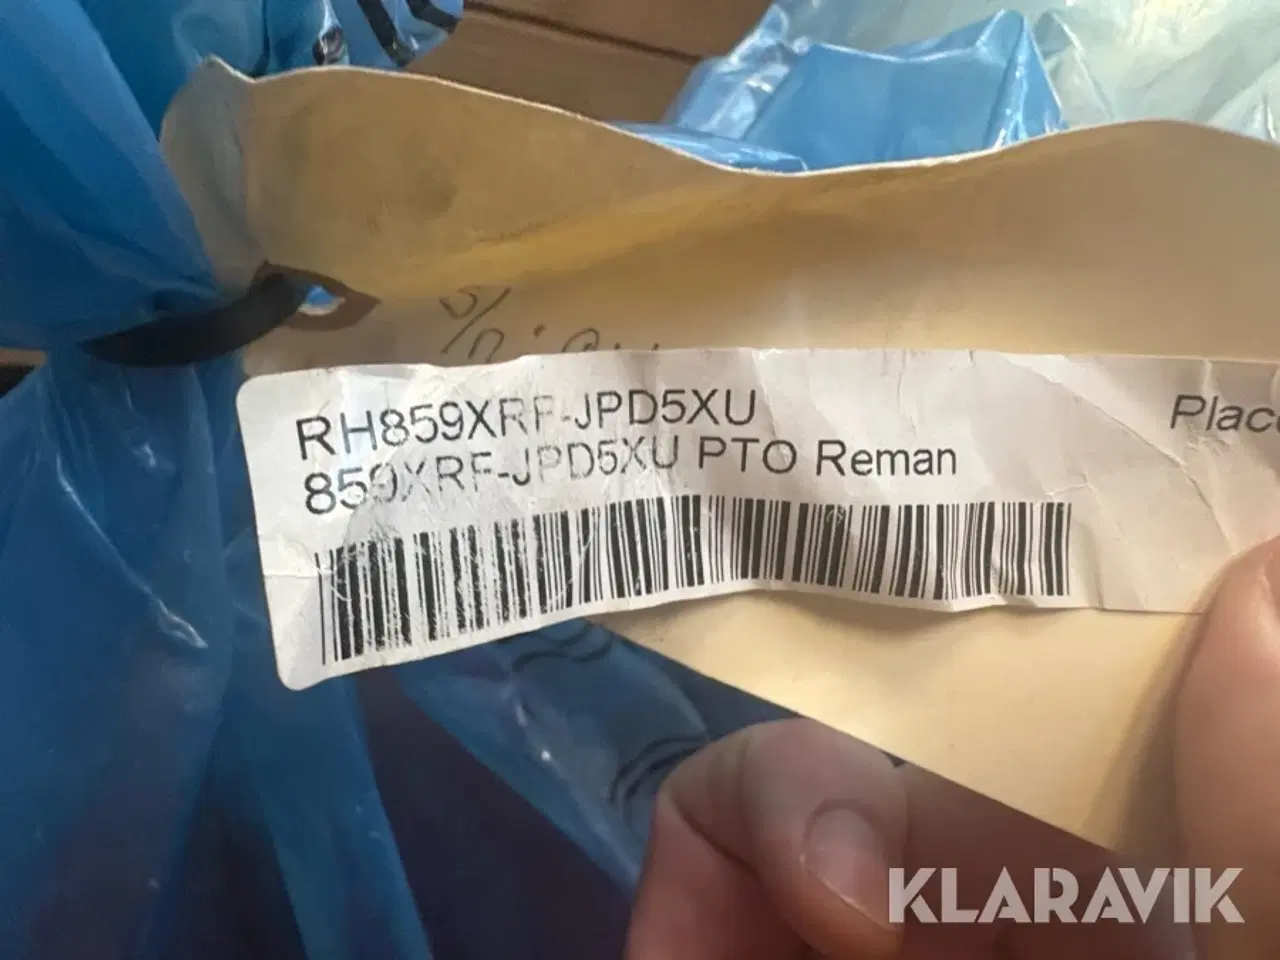 s/n:
RH859XRF-JPD5XU
859XRF-JPD5XU PTO Reman
KLARAVIK